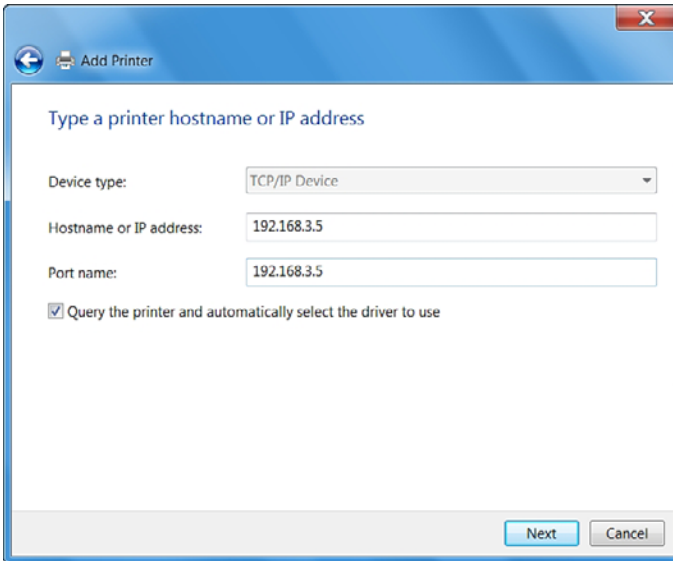 Add Printer
Type a printer hostname or IP address
Device type: TCP/IP Device
Hostname or IP address: 192.168.3.5
Port name: 192.168.3.5
Query the printer and automatically select the driver to use
Next Cancel